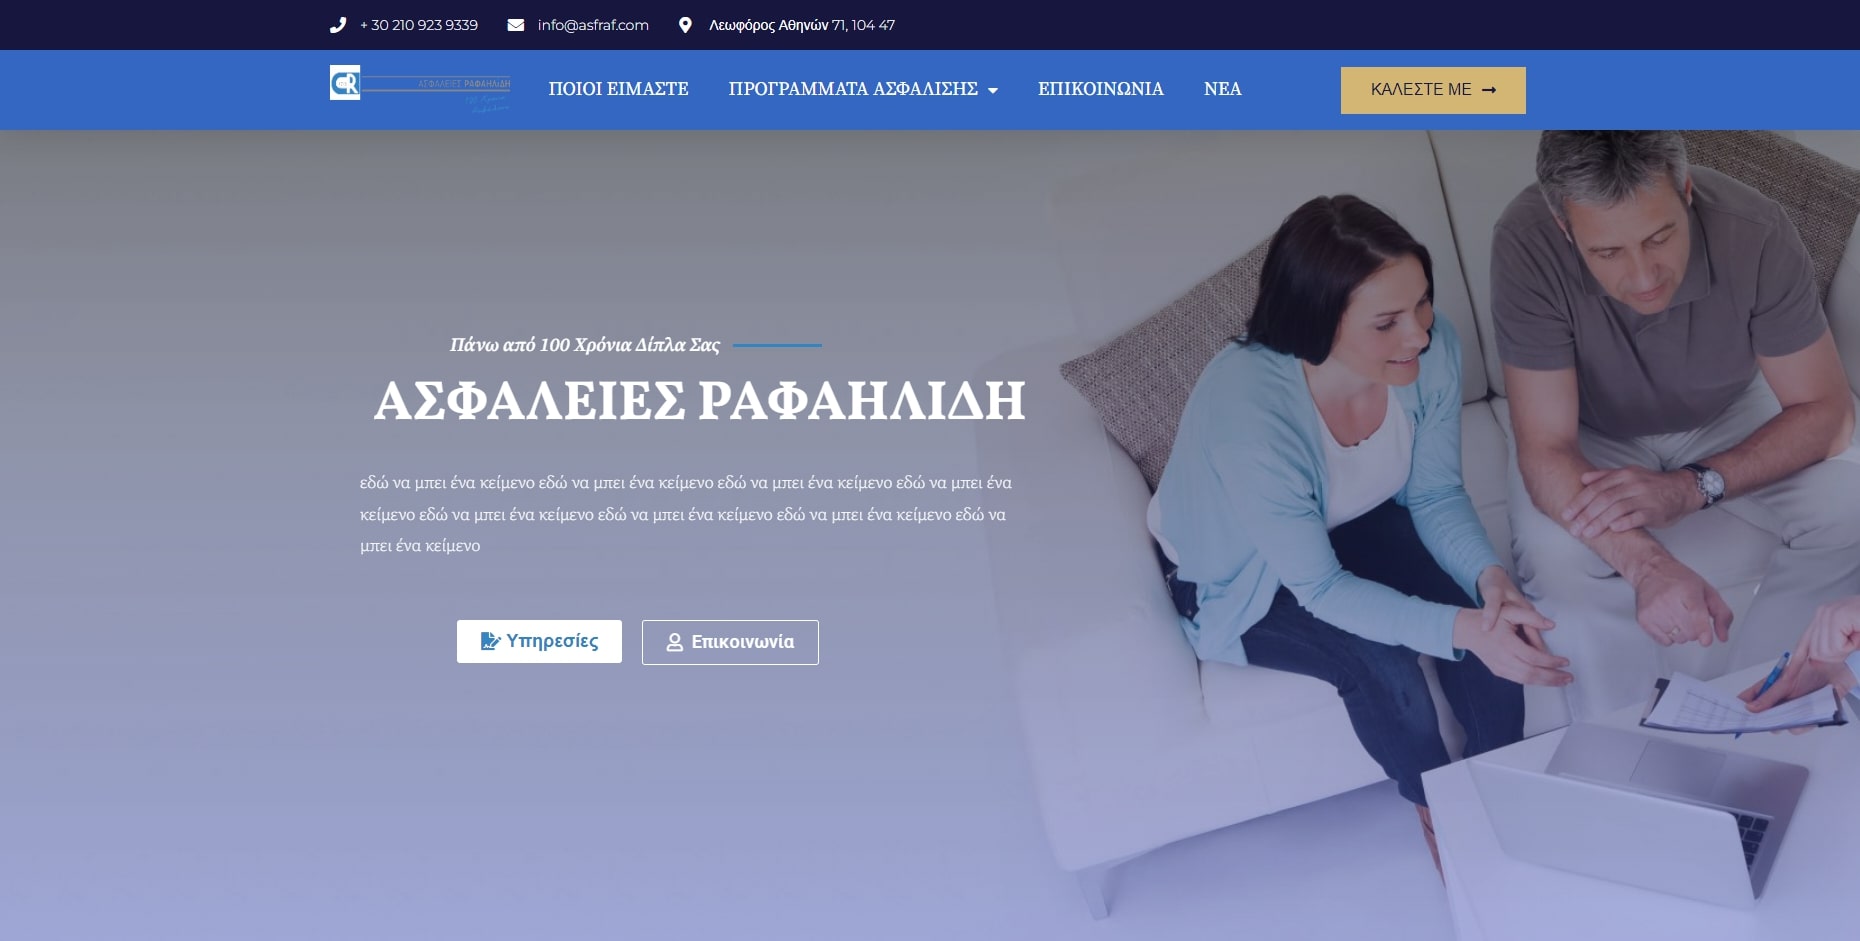 + 30 210 923 9339
info@asfraf.com
Λεωφόρος Αθηνών 71, 104 47
ΑΣΦΑΛΕΙΕΣ ΡΑΦΑΗΛΙΔΗ
ΠΟΙΟΙ ΕΙΜΑΣΤΕ
ΠΡΟΓΡΑΜΜΑΤΑ ΑΣΦΑΛΙΣΗΣ
ΕΠΙΚΟΙΝΩΝΙΑ
ΝΕΑ
ΚΑΛΕΣΤΕ ΜΕ
Πάνω από 100 Χρόνια Δίπλα Σας
ΑΣΦΑΛΕΙΕΣ ΡΑΦΑΗΛΙΔΗ
εδώ να μπει ένα κείμενο εδώ να μπει ένα κείμενο εδώ να μπει ένα κείμενο εδώ να μπει ένα
κείμενο εδώ να μπει ένα κείμενο εδώ να μπει ένα κείμενο εδώ να μπει ένα κείμενο εδώ να
μπει ένα κείμενο
Υπηρεσίες
Επικοινωνία